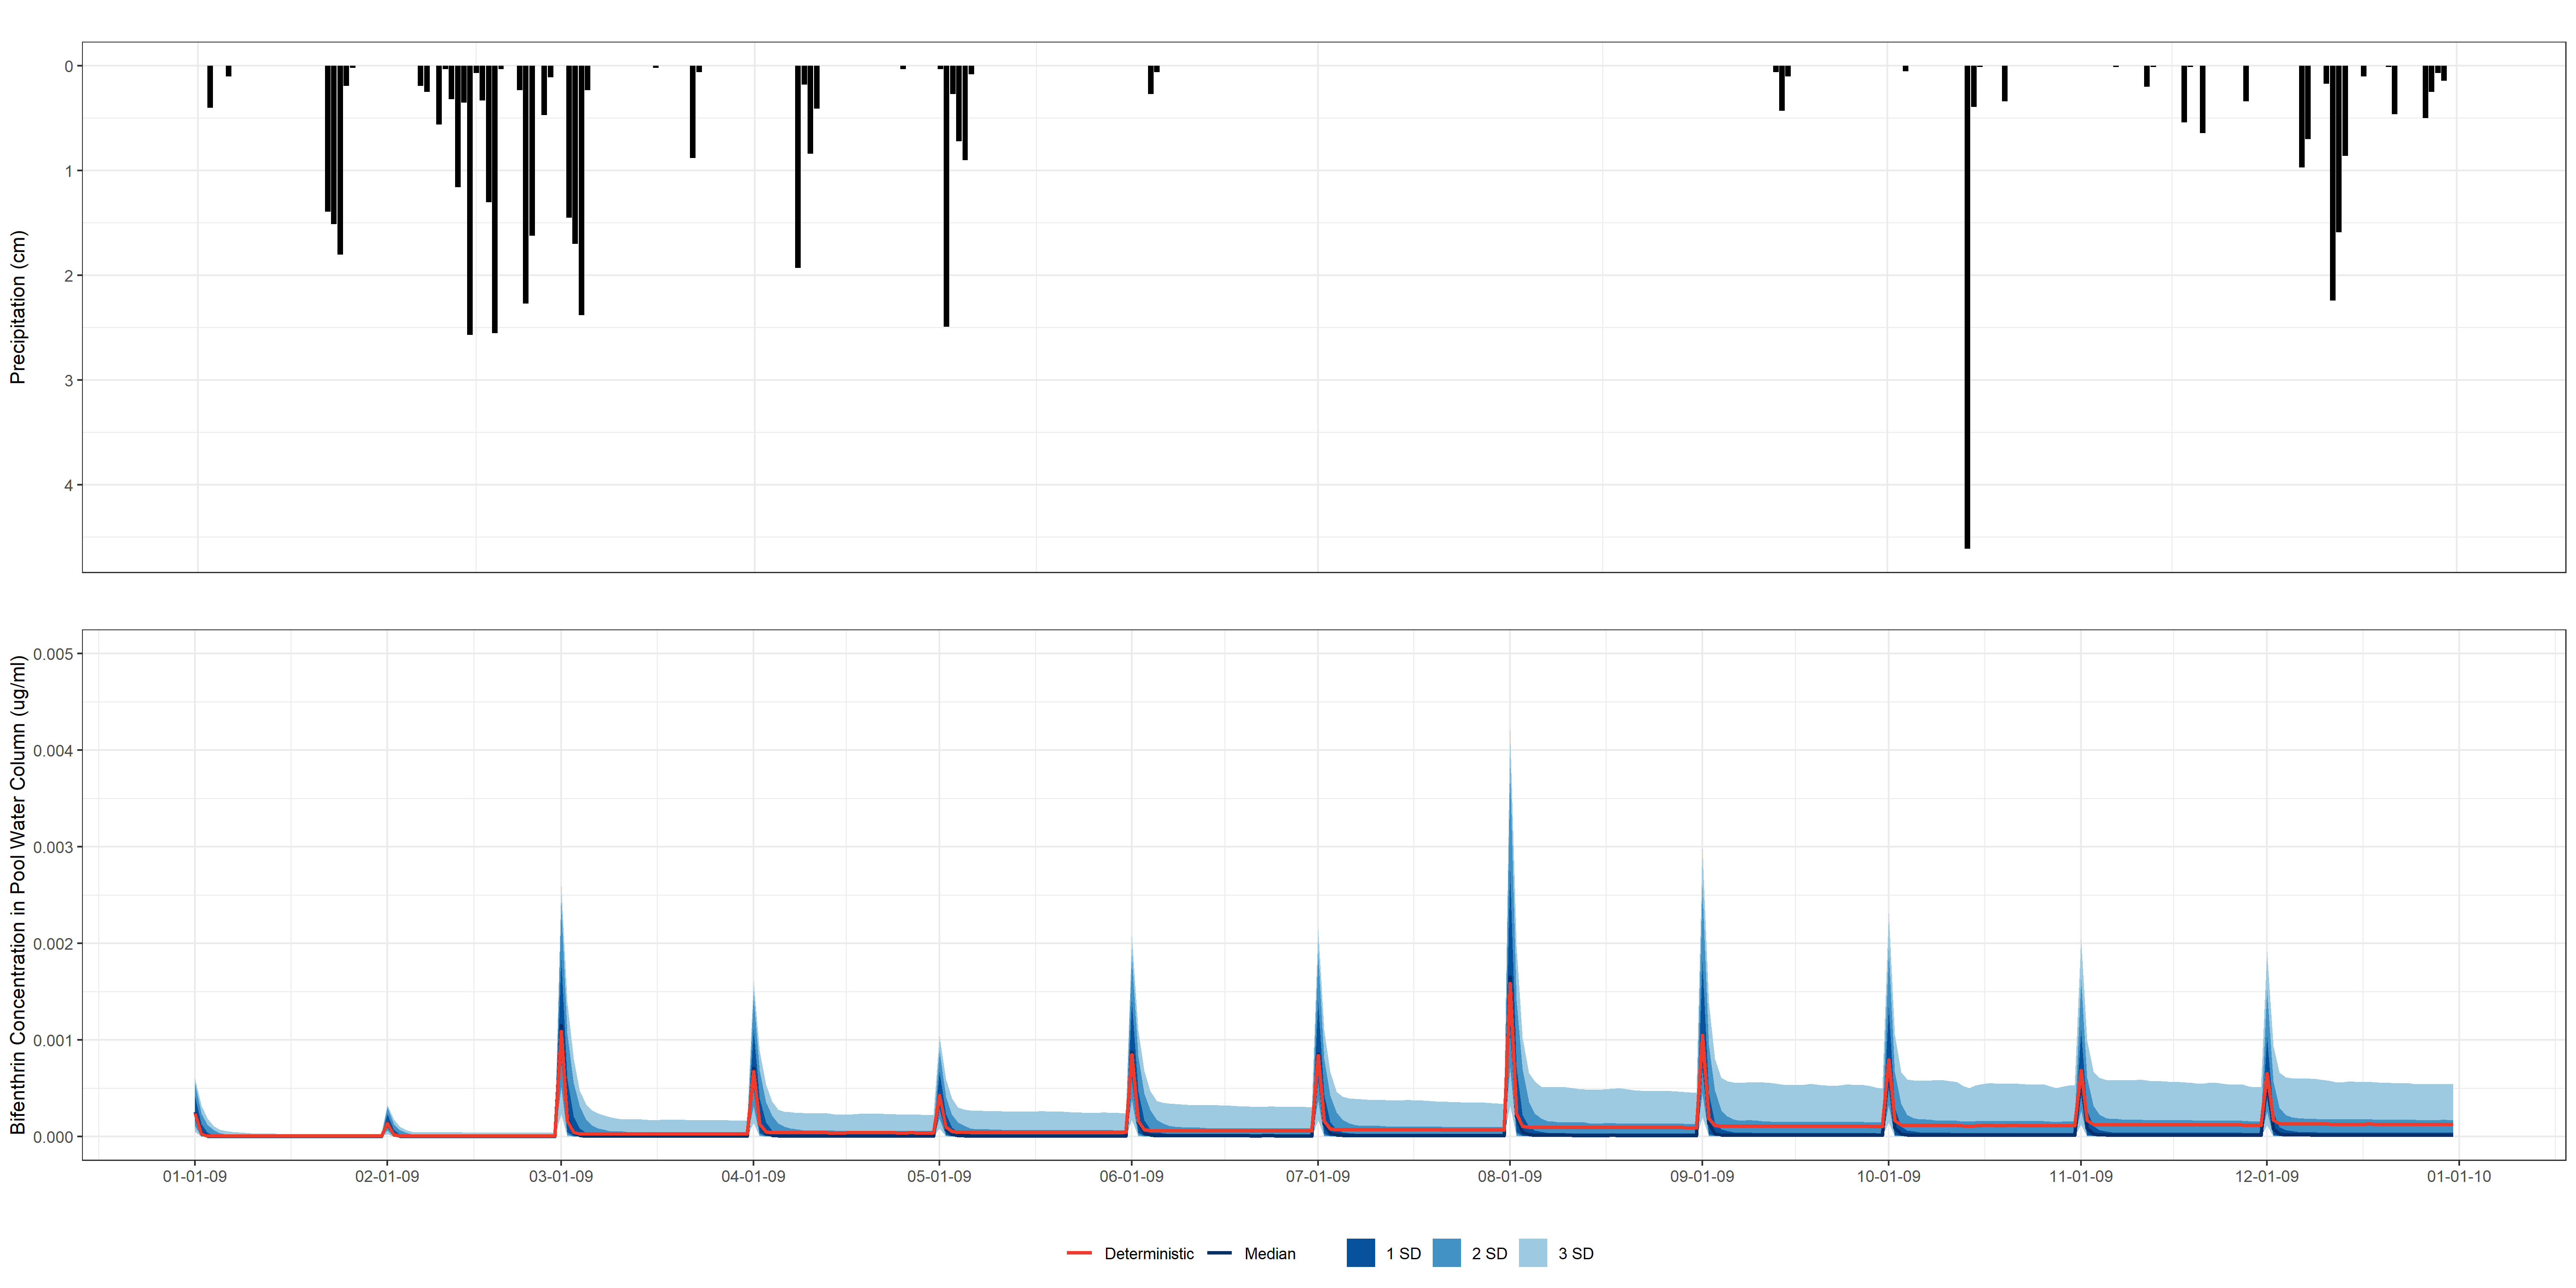 Precipitation (cm)
0
1
2
3
4
Bifenthrin Concentration in Pool Water Column (ug/ml)
0.005
0.004
0.003
0.002
0.001
0.000
01-01-09 02-01-09 03-01-09 04-01-09 05-01-09 06-01-09 07-01-09 08-01-09 09-01-09 10-01-09 11-01-09 12-01-09 01-01-10
Deterministic Median 1 SD 2 SD 3 SD